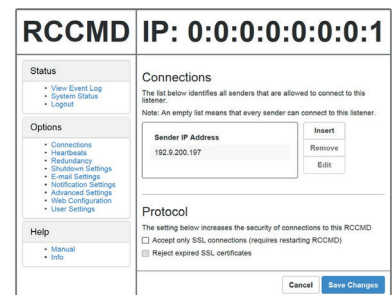 RCCMD IP: 0:0:0:0:0:0:0:1
Status
View Event Log
System Status
Logout
Options
Connections
Heartbeats
Redundancy
Shutdown Settings
E-mail Settings
Notification Settings
Advanced Settings
Web Configuration
User Settings
Help
Manual
Info
Connections
The list below identifies all senders that are allowed to connect to this
listener.
Note: An empty list means that every sender can connect to this listener.
Sender IP Address
192.9.200.197
Insert
Remove
Edit
Protocol
The setting below increases the security of connections to this RCCMD
Accept only SSL connections (requires restarting RCCMD)
Reject expired SSL certificates
Cancel Save Changes